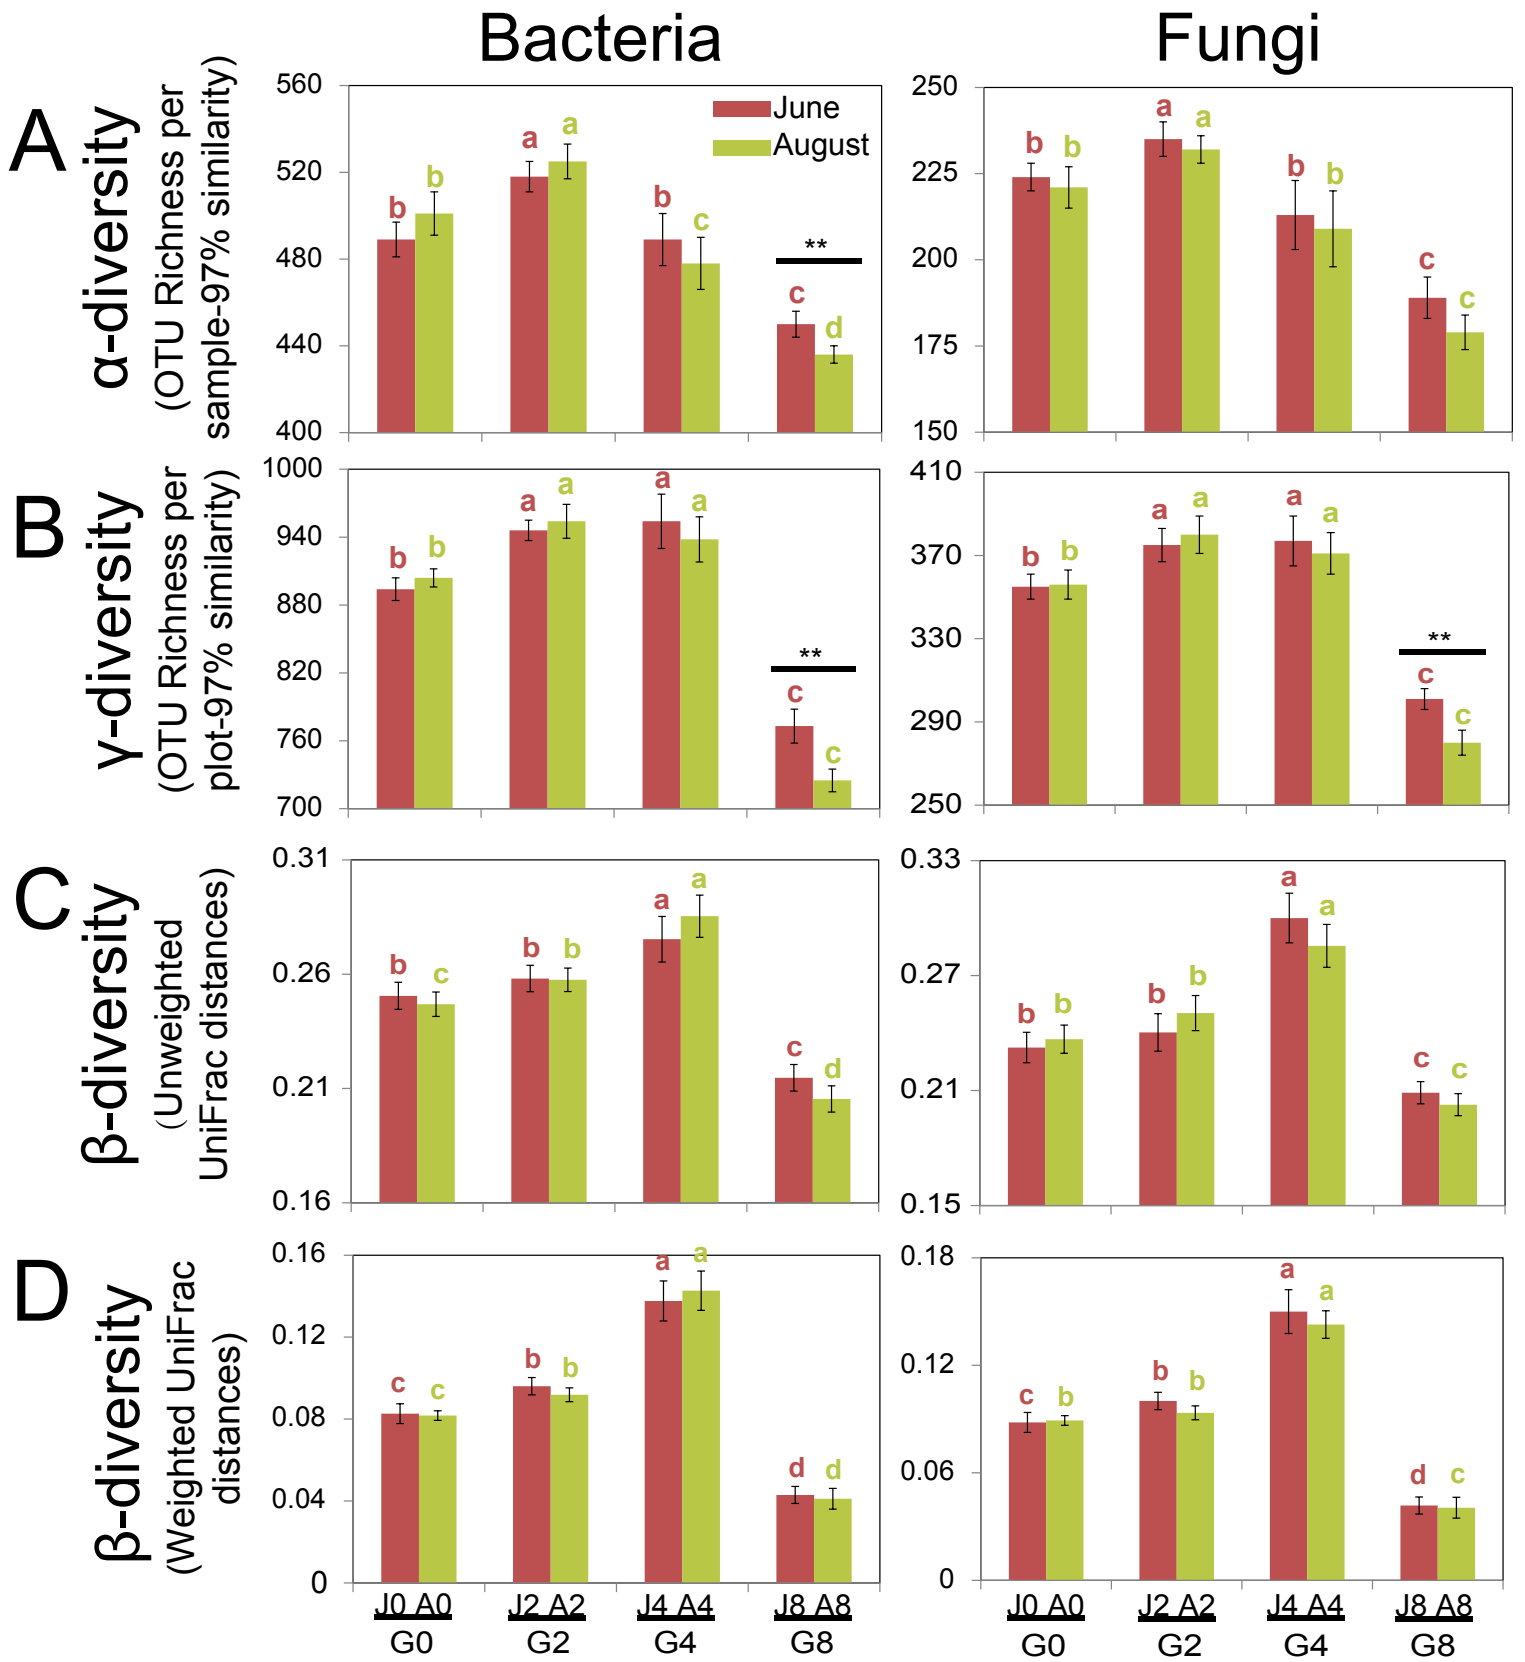 Bacteria
Fungi
A
α-diversity
(OTU Richness per
sample-97% similarity)
560
520
480
440
400
June
August
b
b
a
a
b
c
**
c
d
250
225
200
175
150
b
b
a
a
b
b
c
c
B
γ-diversity
(OTU Richness per
plot-97% similarity)
1000
940
880
820
760
700
b
b
a
a
a
a
**
c
c
410
370
330
290
250
b
b
a
a
a
a
**
c
c
C
β-diversity
(Unweighted
UniFrac distances)
0.31
0.26
0.21
0.16
b
c
b
b
a
a
c
d
0.33
0.27
0.21
0.15
b
b
b
b
a
a
c
c
D
β-diversity
(Weighted UniFrac
distances)
0.16
0.12
0.08
0.04
0
c
c
b
b
a
a
d
d
0.18
0.12
0.06
0
c
b
b
b
a
a
d
c
J0 A0 J2 A2 J4 A4 J8 A8
G0 G2 G4 G8
J0 A0 J2 A2 J4 A4 J8 A8
G0 G2 G4 G8